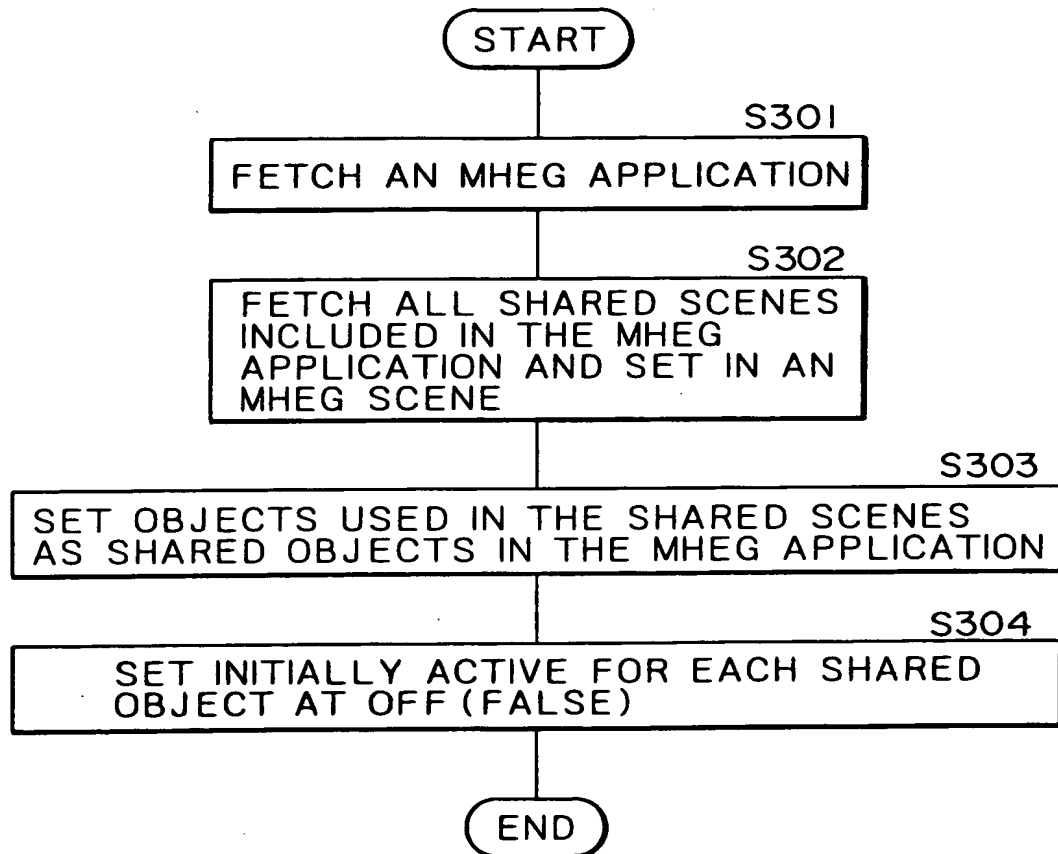 START
S301
FETCH AN MHEG APPLICATION
S302
FETCH ALL SHARED SCENES
INCLUDED IN THE MHEG
APPLICATION AND SET IN AN
MHEG SCENE
S303
SET OBJECTS USED IN THE SHARED SCENES
AS SHARED OBJECTS IN THE MHEG APPLICATION
S304
SET INITIALLY ACTIVE FOR EACH SHARED
OBJECT AT OFF (FALSE)
END